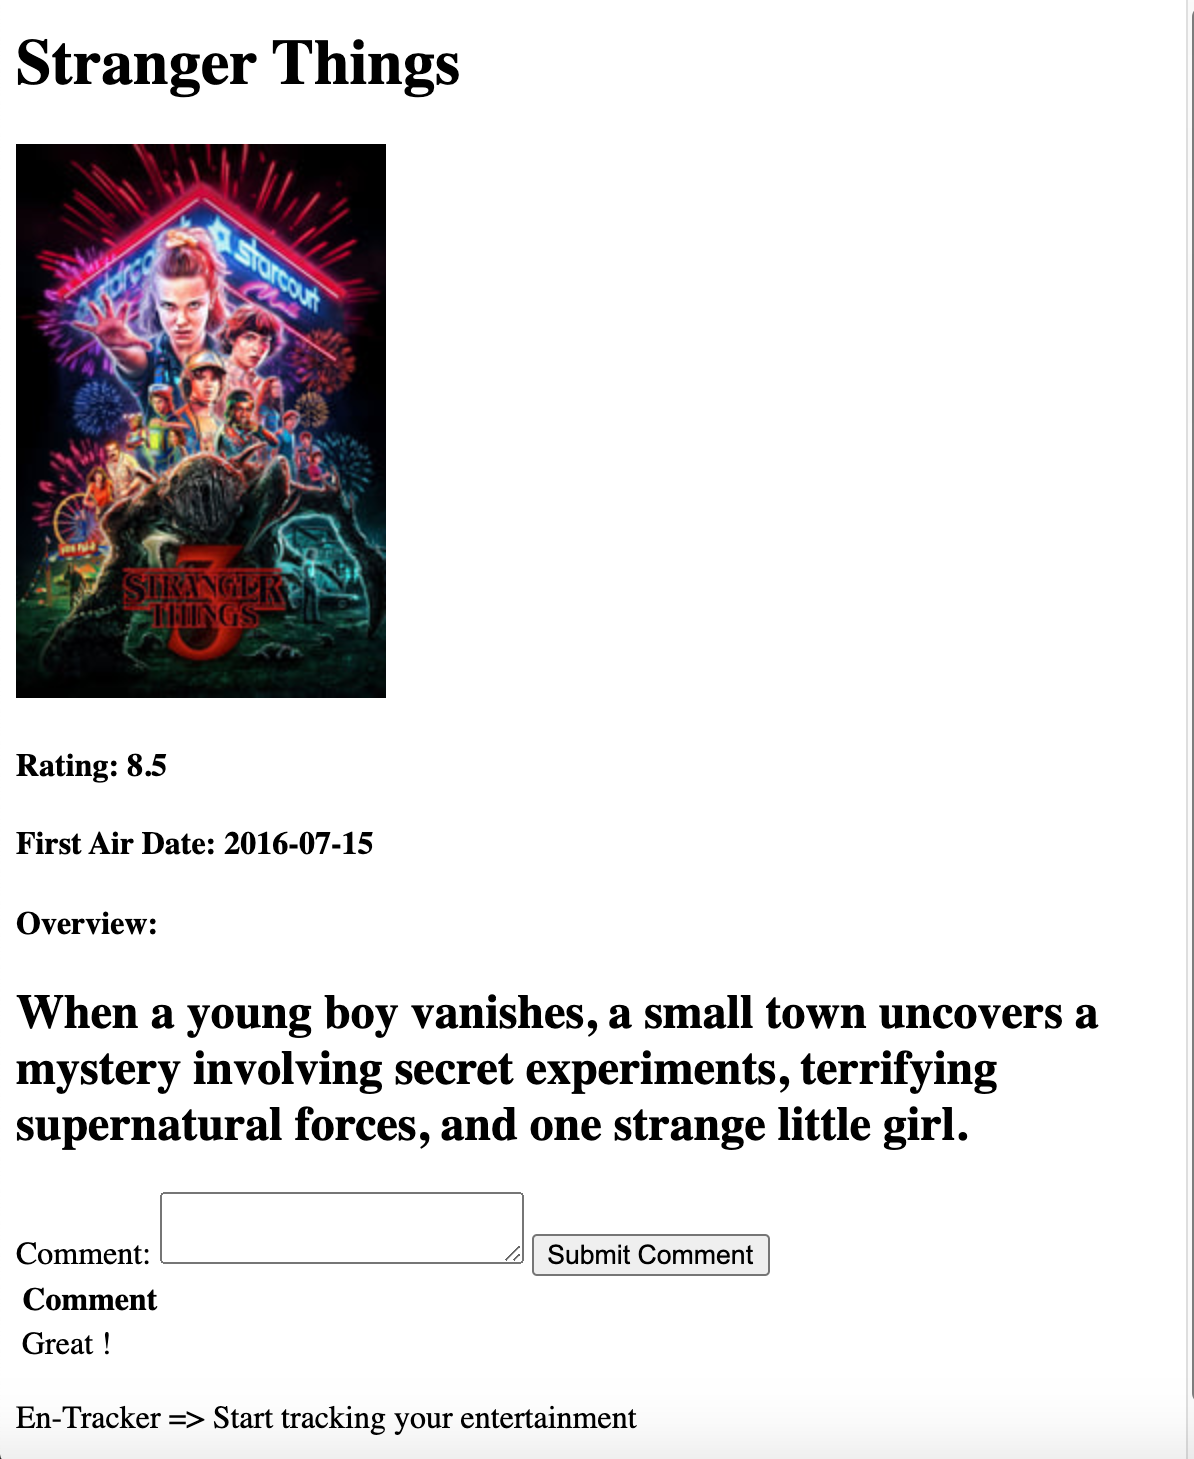 Stranger Things
starcourt
3
STRANGER
THINGS
Rating: 8.5
First Air Date: 2016-07-15
Overview:
When a young boy vanishes, a small town uncovers a
mystery involving secret experiments, terrifying
supernatural forces, and one strange little girl.
Comment:
Submit Comment
Comment
Great !
En-Tracker => Start tracking your entertainment